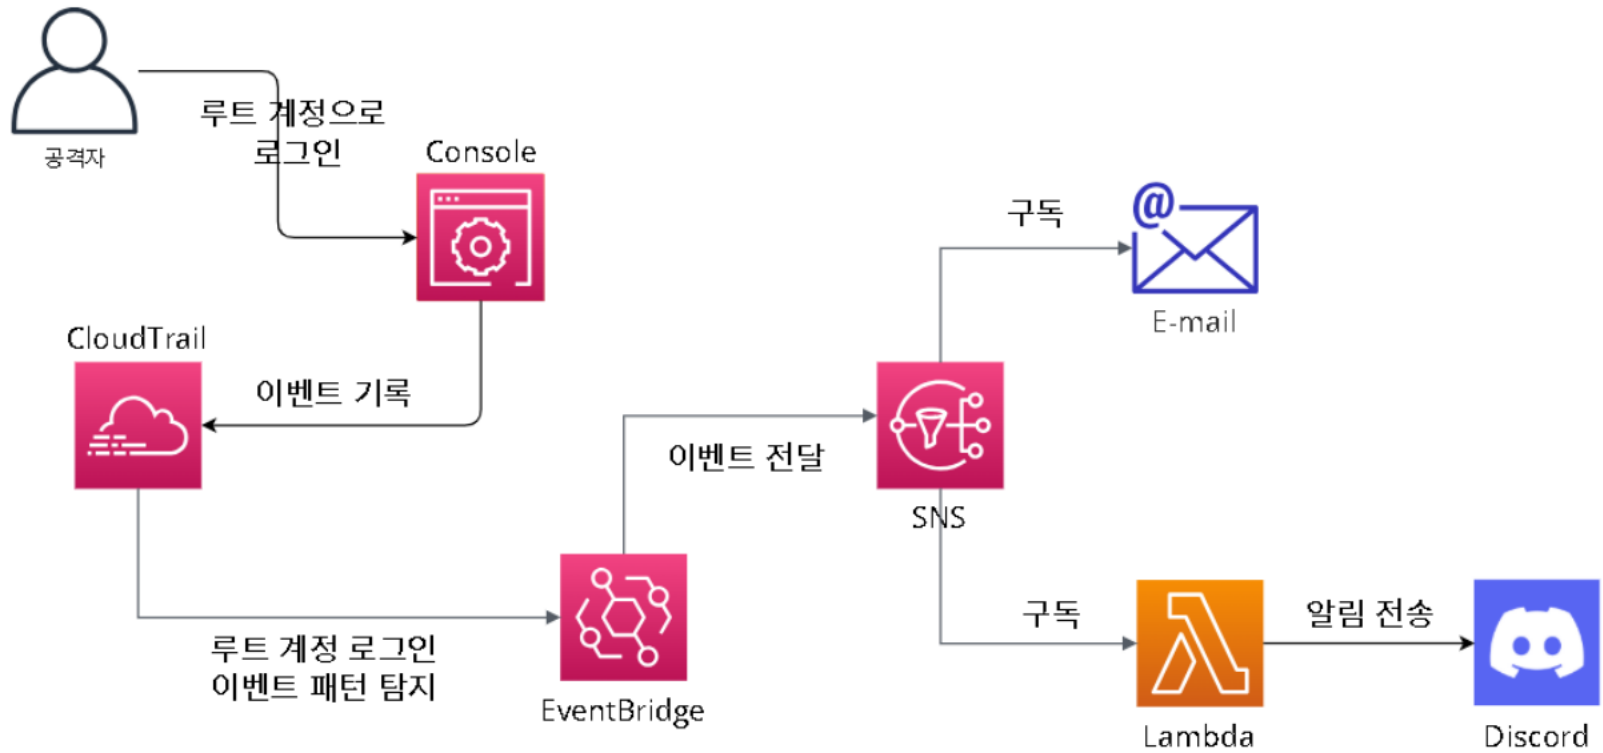 공격자
루트 계정으로
로그인
Console
CloudTrail
이벤트 기록
루트 계정 로그인
이벤트 패턴 탐지
EventBridge
이벤트 전달
SNS
구독
@
E-mail
구독
Lambda
알림 전송
Discord